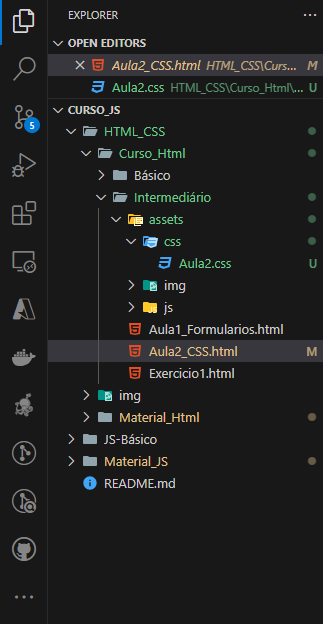 EXPLORER
OPEN EDITORS
Aula2_CSS.html HTML_CSS\Curs... M
Aula2.css HTML_CSS\Curso_Html\... U
CURSO_JS
HTML_CSS
Curso_Html
Básico
Intermediário
assets
css
Aula2.css U
img
js
Aula1_Formularios.html
Aula2_CSS.html M
Exercicio1.html
img
Material_Html
JS-Básico
Material_JS
README.md
5